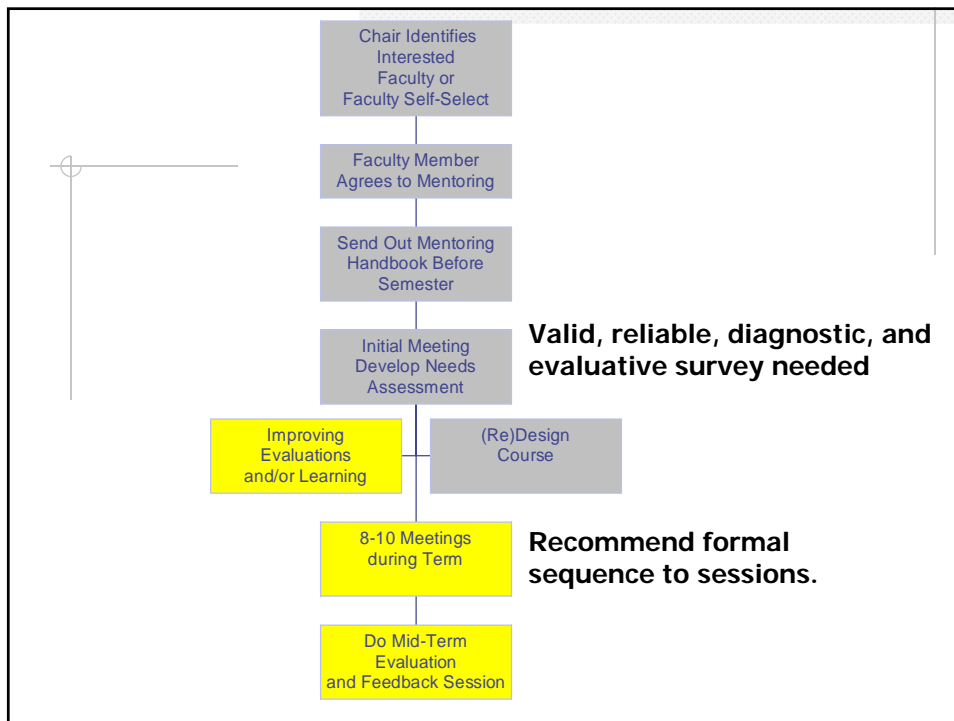 Chair Identifies
Interested
Faculty or
Faculty Self-Select
Faculty Member
Agrees to Mentoring
Send Out Mentoring
Handbook Before
Semester
Initial Meeting
Develop Needs
Assessment
Valid, reliable, diagnostic, and
evaluative survey needed
Improving
Evaluations
and/or Learning
(Re)Design
Course
8-10 Meetings
during Term
Recommend formal
sequence to sessions.
Do Mid-Term
Evaluation
and Feedback Session